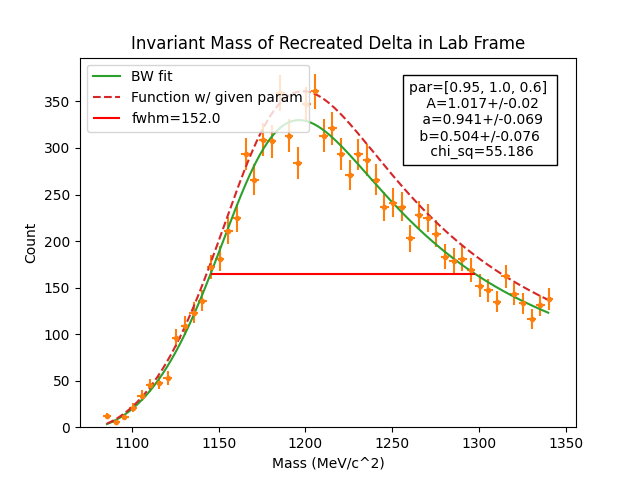 Invariant Mass of Recreated Delta in Lab Frame
BW fit
Function w/ given param
fwhm=152.0
par=[0.95, 1.0, 0.6]
A=1.017+/-0.02
a=0.941+/-0.069
b=0.504+/-0.076
chi_sq=55.186
Count
350
300
250
200
150
100
50
0
1100 1150 1200 1250 1300 1350
Mass (MeV/c^2)